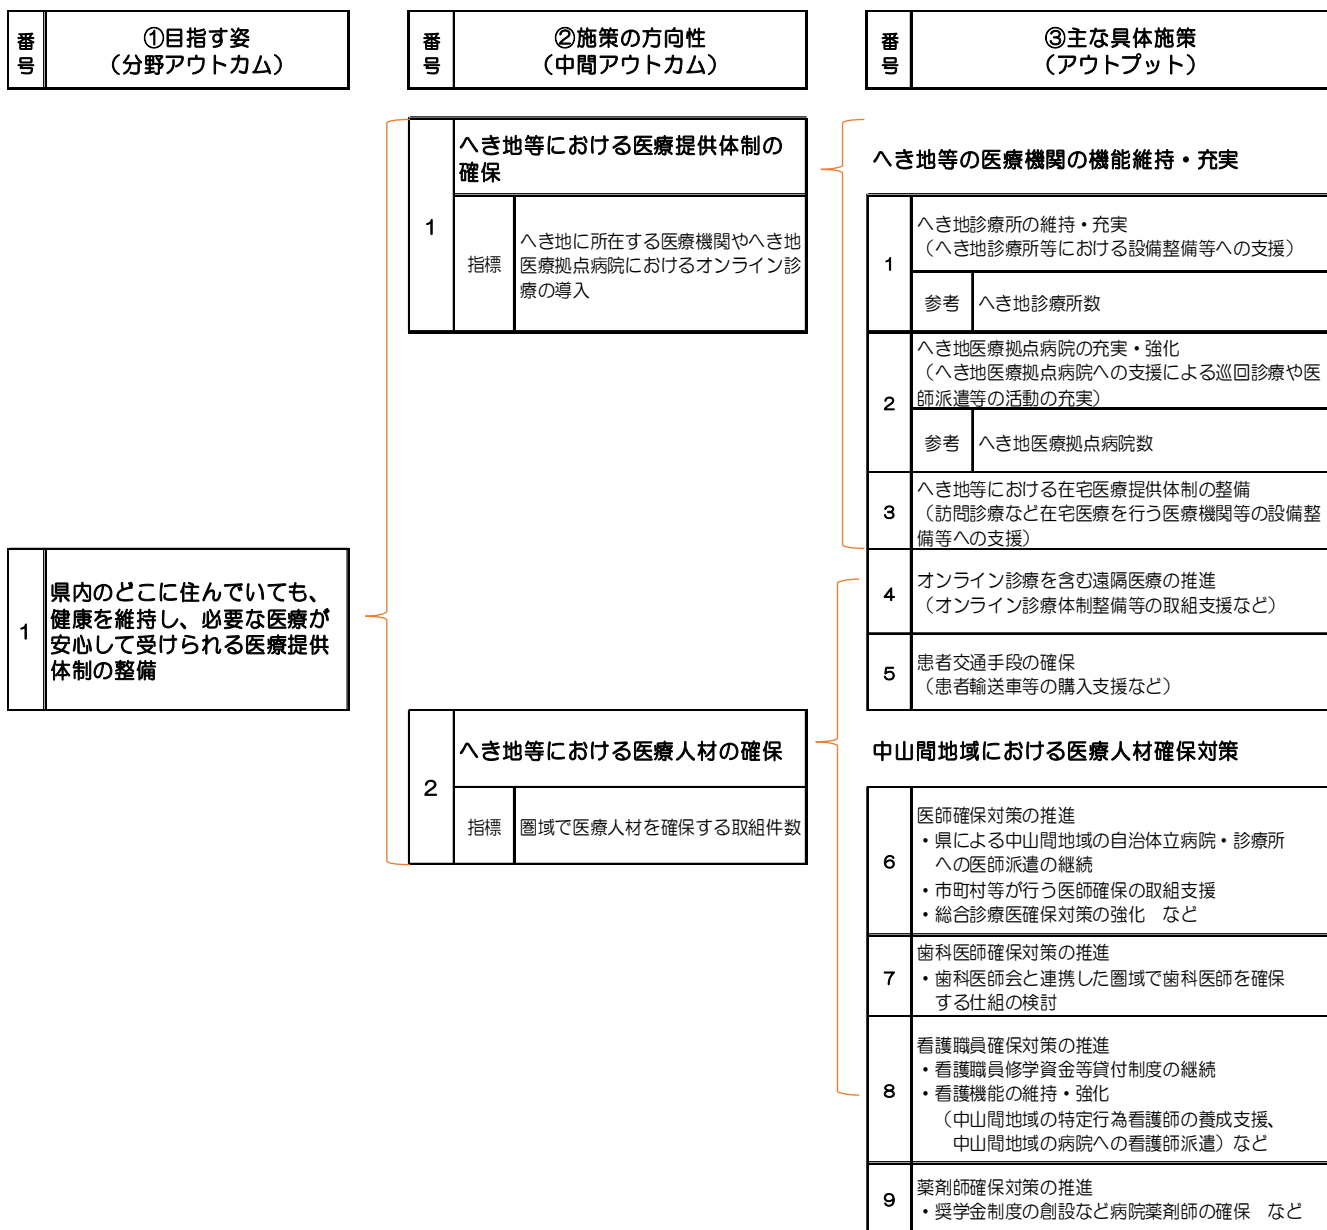 番号
①目指す姿
（分野アウトカム）
番号
②施策の方向性
（中間アウトカム）
番号
③主な具体施策
（アウトプット）
1
県内のどこに住んでいても、
健康を維持し、必要な医療が
安心して受けられる医療提供
体制の整備
1
へき地等における医療提供体制の
確保
指標
へき地に所在する医療機関やへき地
医療拠点病院におけるオンライン診
療の導入
2
へき地等における医療人材の確保
指標
圏域で医療人材を確保する取組件数
へき地等の医療機関の機能維持・充実
1
へき地診療所の維持・充実
（へき地診療所等における設備整備等への支援）
参考
へき地診療所数
2
へき地医療拠点病院の充実・強化
（へき地医療拠点病院への支援による巡回診療や医
師派遣等の活動の充実）
参考
へき地医療拠点病院数
3
へき地等における在宅医療提供体制の整備
（訪問診療など在宅医療を行う医療機関等の設備整
備等への支援）
4
オンライン診療を含む遠隔医療の推進
（オンライン診療体制整備等の取組支援など）
5
患者交通手段の確保
（患者輸送車等の購入支援など）
中山間地域における医療人材確保対策
6
医師確保対策の推進
・県による中山間地域の自治体立病院・診療所
への医師派遣の継続
・市町村等が行う医師確保の取組支援
・総合診療医確保対策の強化　など
7
歯科医師確保対策の推進
・歯科医師会と連携した圏域で歯科医師を確保
する仕組の検討
8
看護職員確保対策の推進
・看護職員修学資金等貸付制度の継続
・看護機能の維持・強化
（中山間地域の特定行為看護師の養成支援、
中山間地域の病院への看護師派遣）など
9
薬剤師確保対策の推進
・奨学金制度の創設など病院薬剤師の確保　など